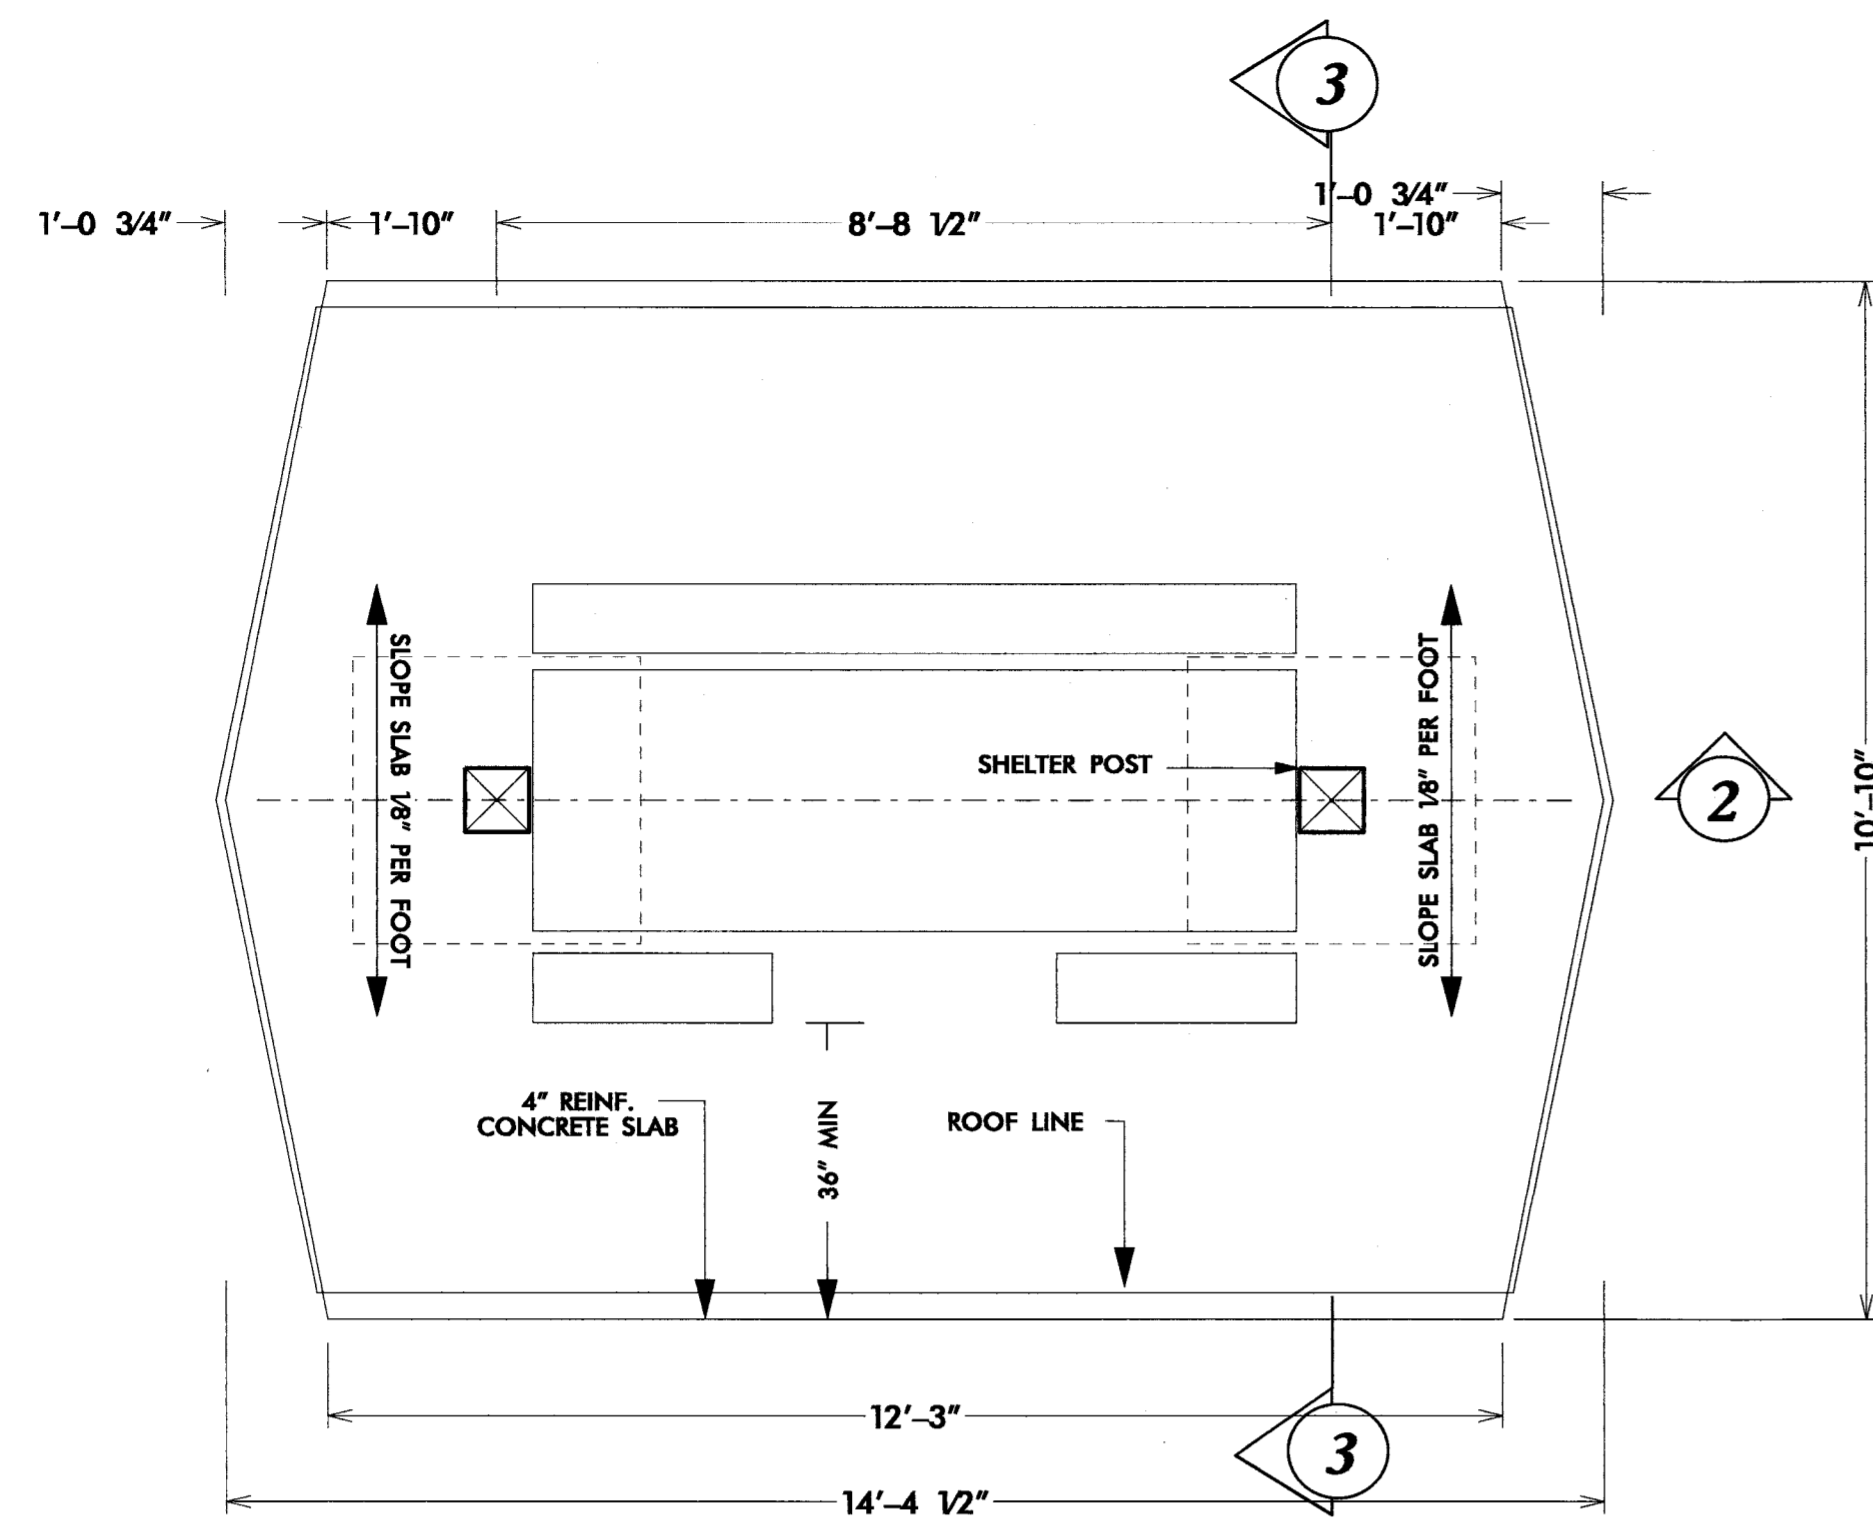 3
1'-0 3/4"
1'-0 3/4" 1'-10" 8'-8 1/2" 1'-10"
SLOPE SLAB 1/8" PER FOOT
SLOPE SLAB 1/8" PER FOOT
SHELTER POST
2
10'-10"
4" REINF.
CONCRETE SLAB
36" MIN
ROOF LINE
12'-3"
3
14'-4 1/2"